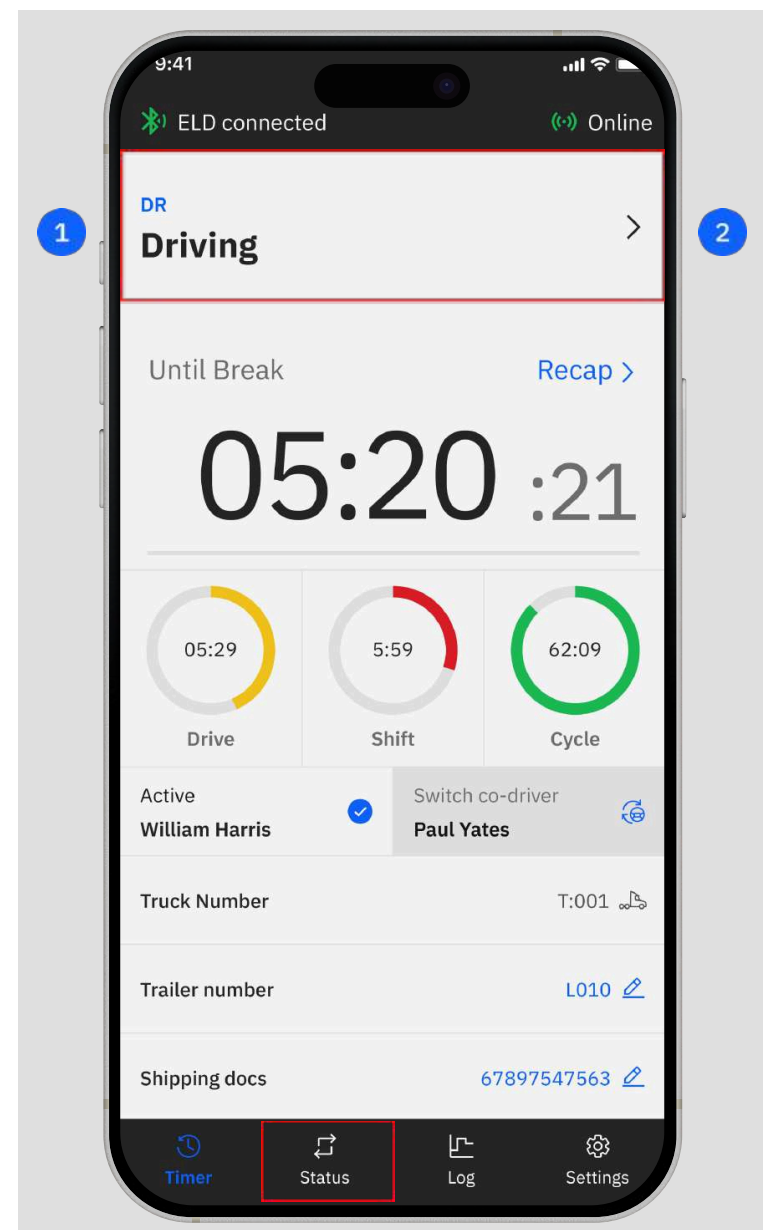 9:41
ELD connected
Online
DR
Driving
1
2
Until Break
Recap
05:20 :21
05:29
5:59
62:09
Drive
Shift
Cycle
Active
William Harris
Switch co-driver
Paul Yates
Truck Number
T:001
Trailer number
L010
Shipping docs
67897547563
Timer
Status
Log
Settings